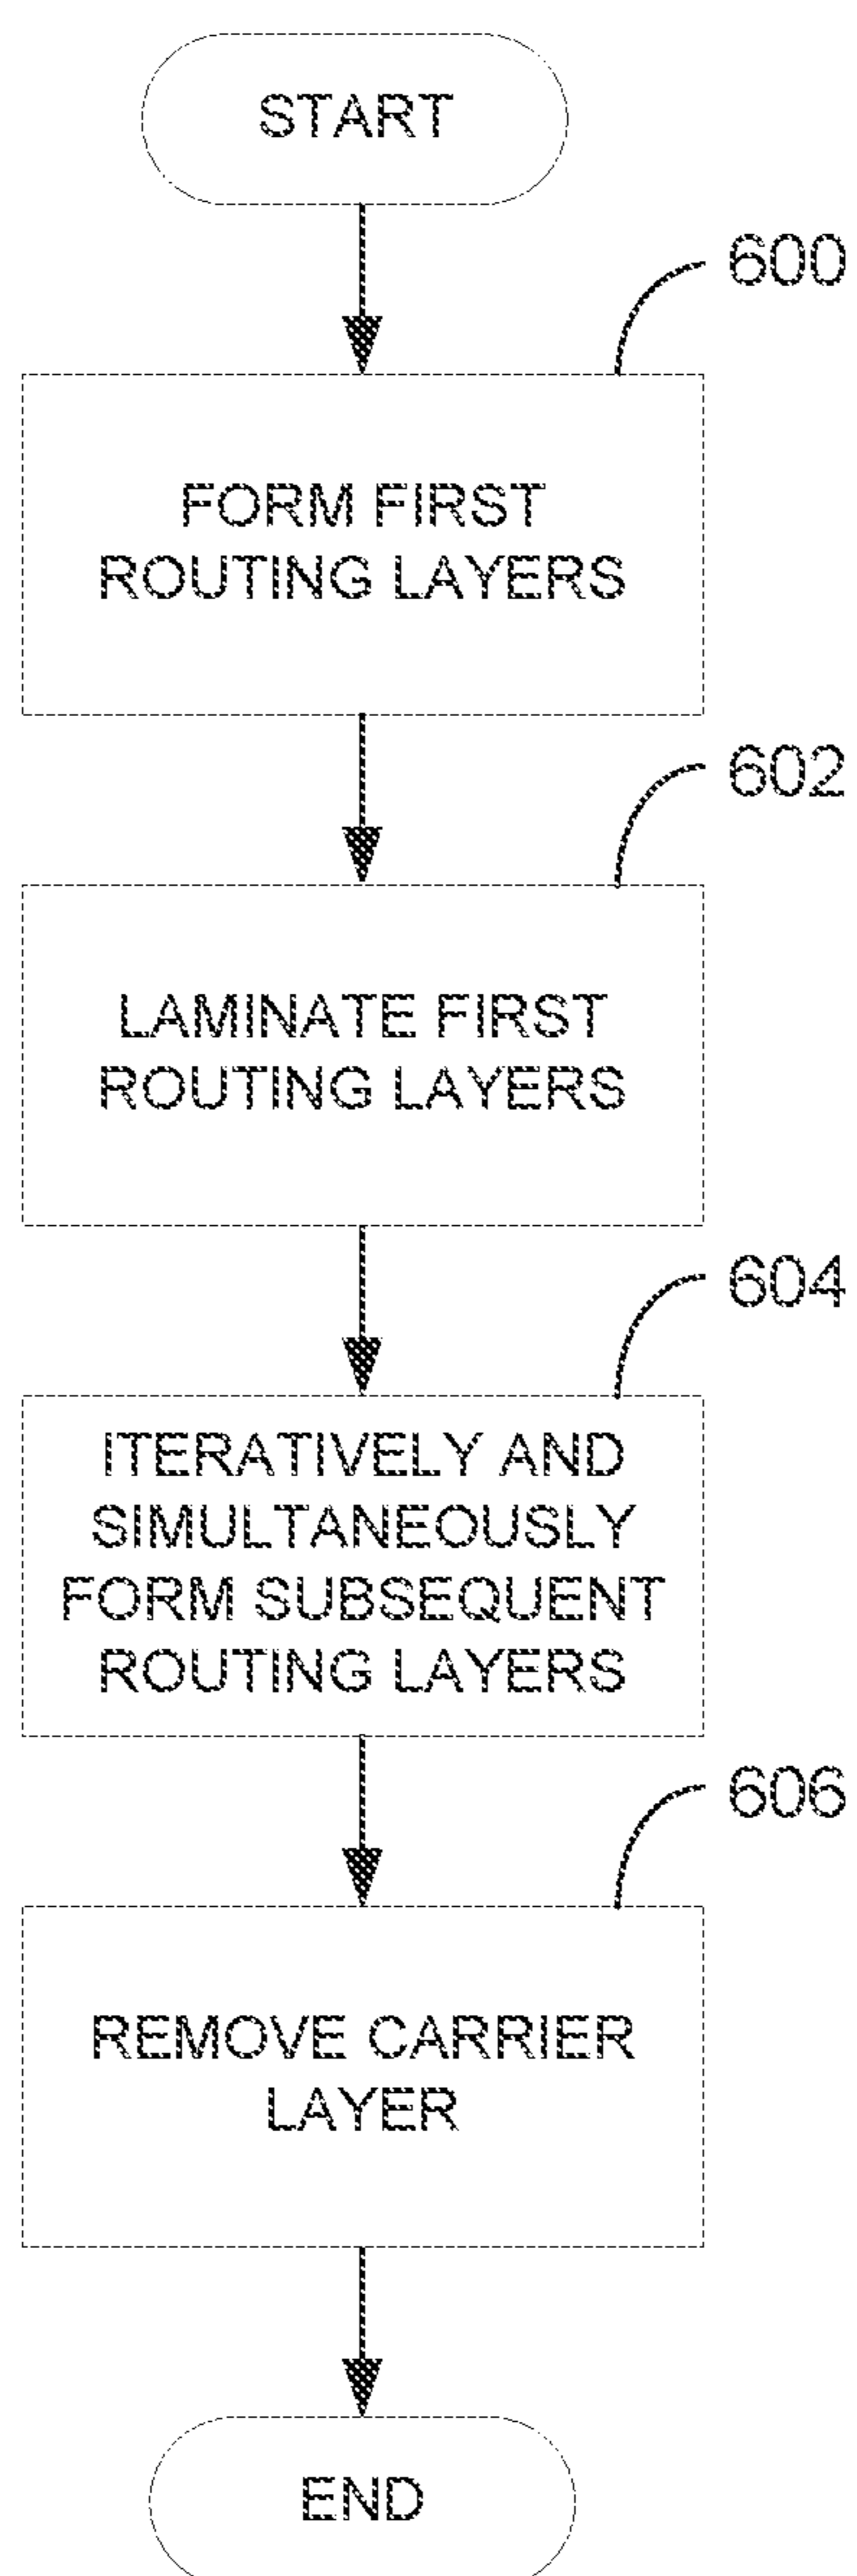 START
600
FORM FIRST
ROUTING LAYERS
602
LAMINATE FIRST
ROUTING LAYERS
604
ITERATIVELY AND
SIMULTANEOUSLY
FORM SUBSEQUENT
ROUTING LAYERS
606
REMOVE CARRIER
LAYER
END